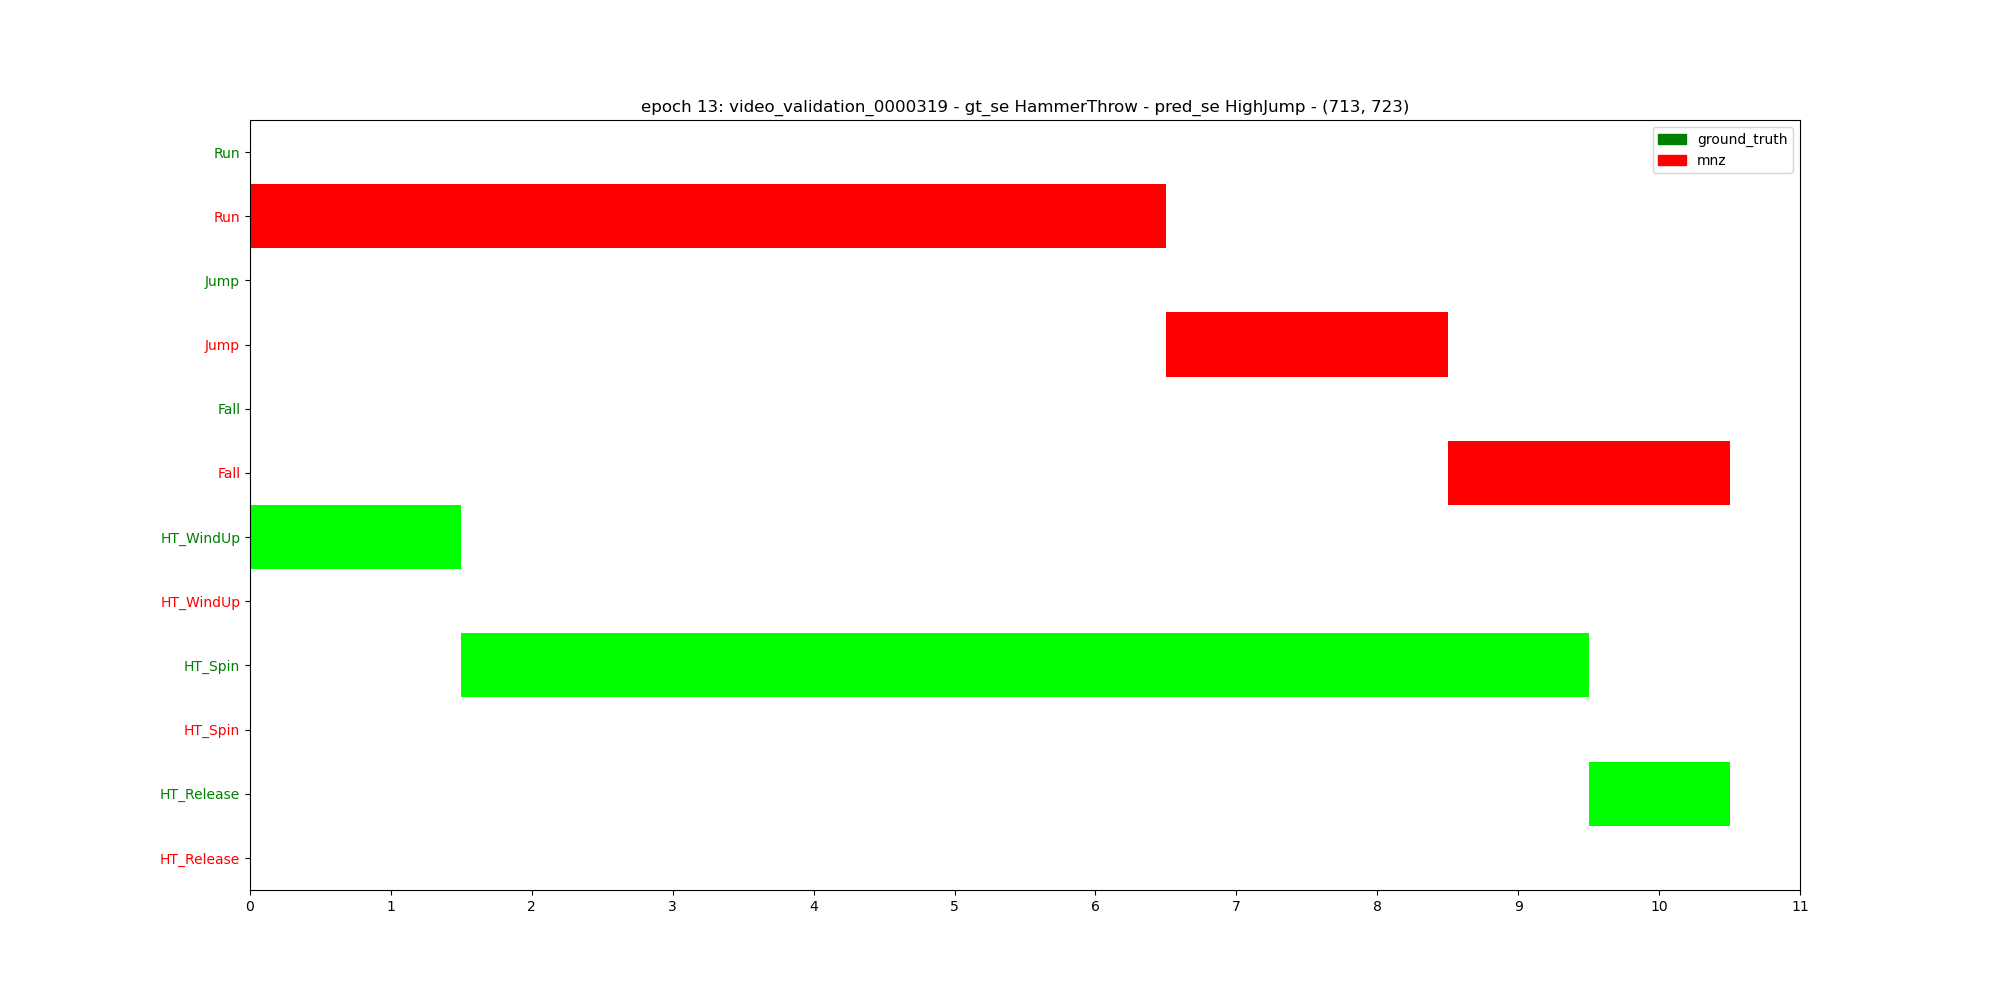 epoch 13: video_validation_0000319 - gt_se HammerThrow - pred_se HighJump - (713, 723)
ground_truth
mnz
Run
Run
Jump
Jump
Fall
Fall
HT_WindUp
HT_WindUp
HT_Spin
HT_Spin
HT_Release
HT_Release
0 1 2 3 4 5 6 7 8 9 10 11